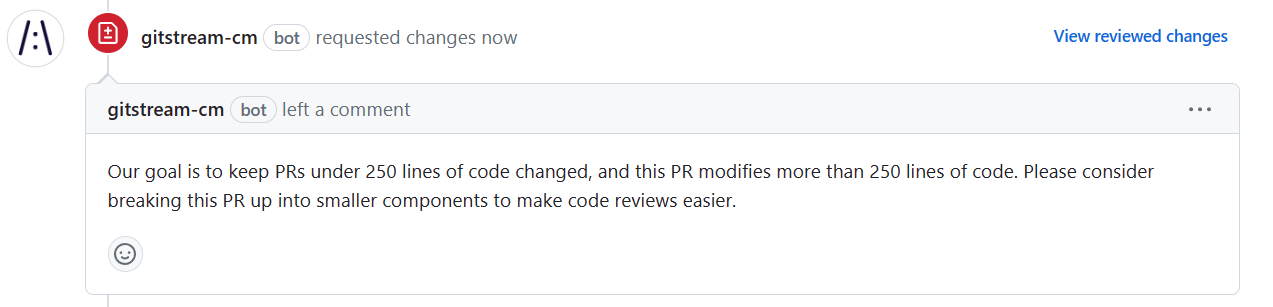 gitstream-cm bot requested changes now View reviewed changes
gitstream-cm bot left a comment
Our goal is to keep PRs under 250 lines of code changed, and this PR modifies more than 250 lines of code. Please consider
breaking this PR up into smaller components to make code reviews easier.